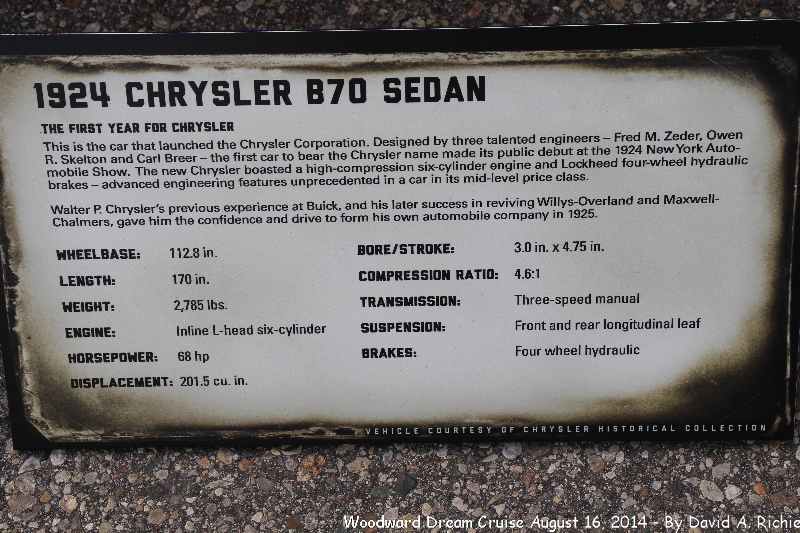 1924 CHRYSLER B70 SEDAN
THE FIRST YEAR FOR CHRYSLER
This is the car that launched the Chrysler Corporation. Designed by three talented engineers – Fred M. Zeder, Owen
R. Skelton and Carl Breer – the first car to bear the Chrysler name made its public debut at the 1924 New York Auto-
mobile Show. The new Chrysler boasted a high-compression six-cylinder engine and Lockheed four-wheel hydraulic
brakes – advanced engineering features unprecedented in a car in its mid-level price class.
Walter P. Chrysler's previous experience at Buick, and his later success in reviving Willys-Overland and Maxwell-
Chalmers, gave him the confidence and drive to form his own automobile company in 1925.
WHEELBASE: 112.8 in.
LENGTH: 170 in.
WEIGHT: 2,785 lbs.
ENGINE: Inline L-head six-cylinder
HORSEPOWER: 68 hp
DISPLACEMENT: 201.5 cu. in.
BORE/STROKE: 3.0 in. x 4.75 in.
COMPRESSION RATIO: 4.6:1
TRANSMISSION: Three-speed manual
SUSPENSION: Front and rear longitudinal leaf
BRAKES: Four wheel hydraulic
VEHICLE COURTESY OF CHRYSLER HISTORICAL COLLECTION
Woodward Dream Cruise August 16, 2014 - By David A. Richie